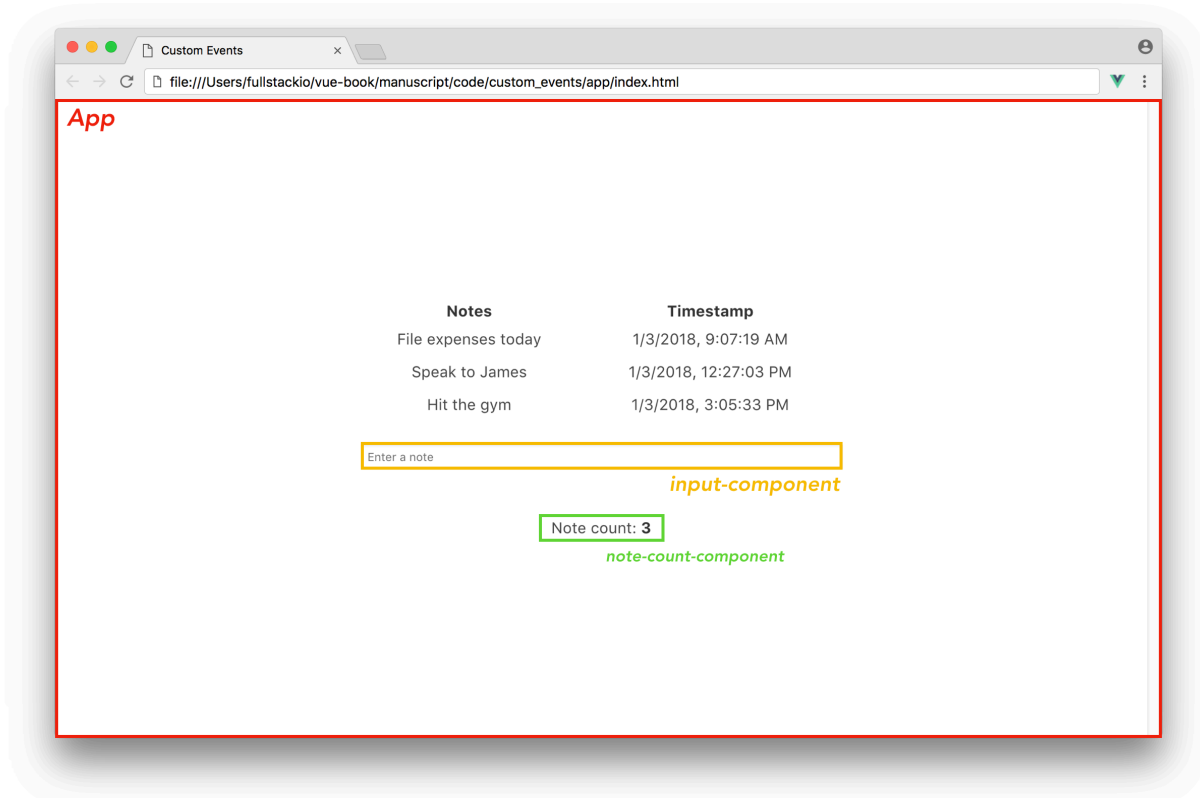 Custom Events
file:///Users/fullstackio/vue-book/manuscript/code/custom_events/app/index.html
App
Notes Timestamp
File expenses today 1/3/2018, 9:07:19 AM
Speak to James 1/3/2018, 12:27:03 PM
Hit the gym 1/3/2018, 3:05:33 PM
Enter a note
input-component
Note count: 3
note-count-component